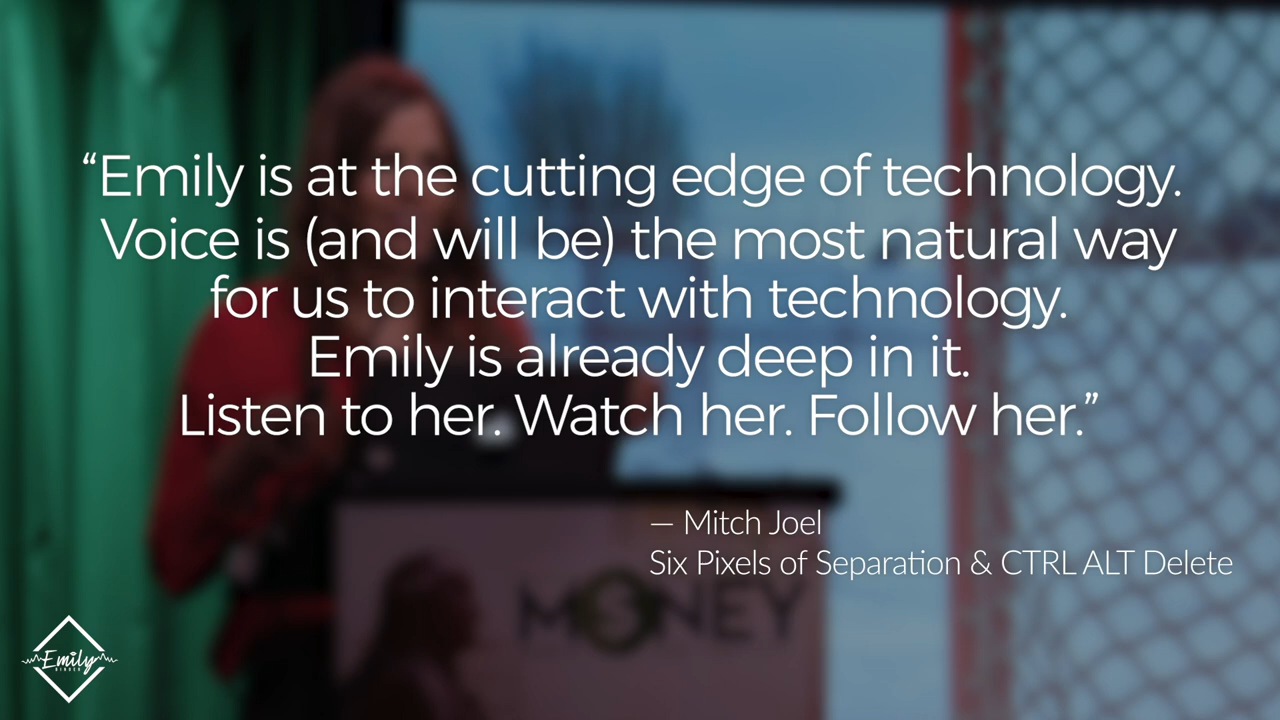 “Emily is at the cutting edge of technology.
Voice is (and will be) the most natural way
for us to interact with technology.
Emily is already deep in it.
Listen to her. Watch her. Follow her.”
— Mitch Joel
Six Pixels of Separation & CTRL ALT Delete
MONEY
Emily
BINDER